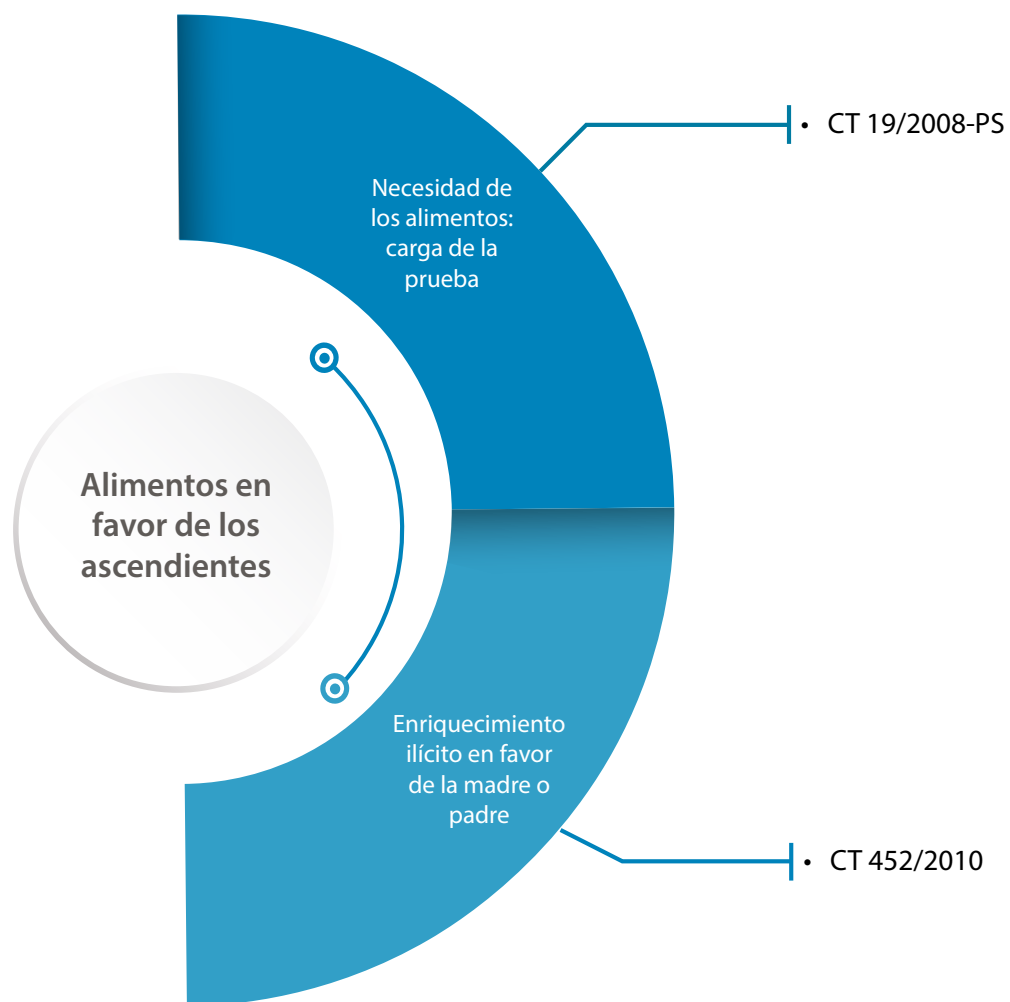 Alimentos en
favor de los
ascendientes
Necesidad de
los alimentos:
carga de la
prueba
• CT 19/2008-PS
Enriquecimiento
ilícito en favor
de la madre o
padre
• CT 452/2010